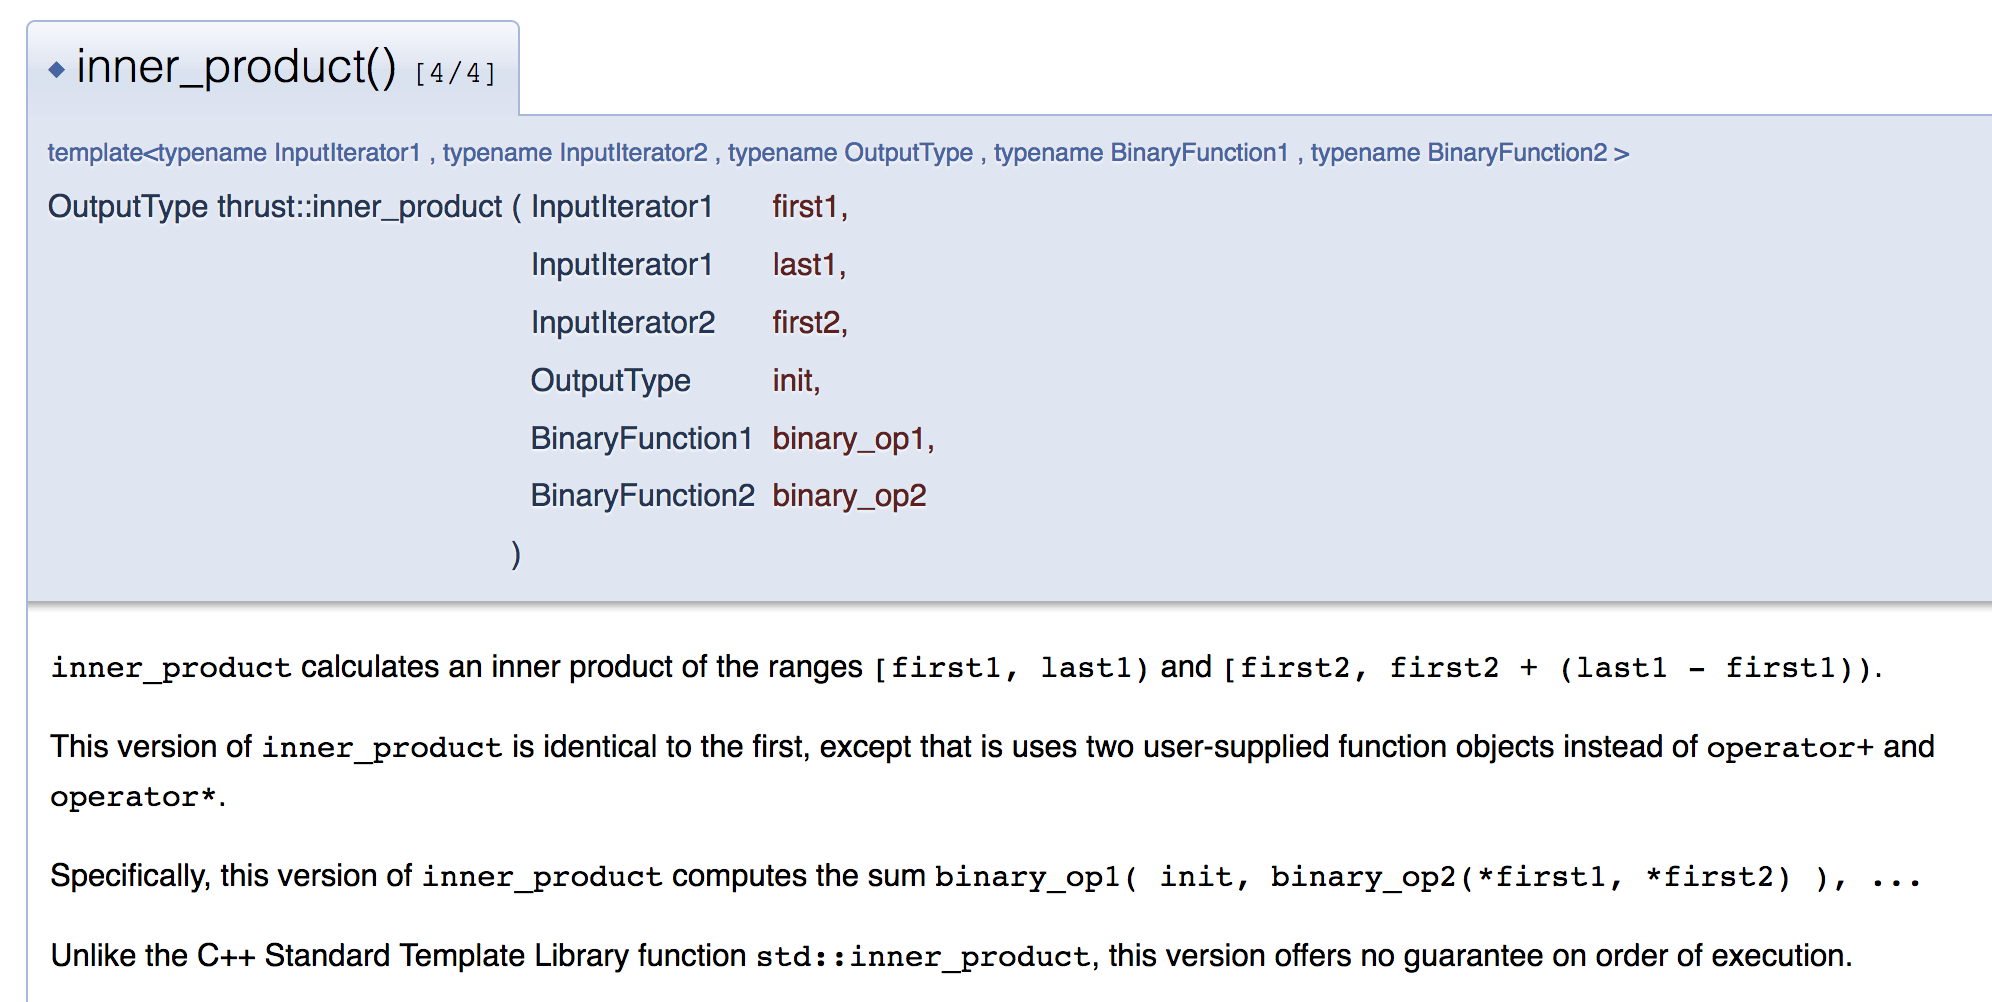 ◆ inner_product() [4/4]
template<typename InputIterator1 , typename InputIterator2 , typename OutputType , typename BinaryFunction1 , typename BinaryFunction2 >
OutputType thrust::inner_product ( InputIterator1 first1,
InputIterator1 last1,
InputIterator2 first2,
OutputType init,
BinaryFunction1 binary_op1,
BinaryFunction2 binary_op2
)
inner_product calculates an inner product of the ranges [first1, last1) and [first2, first2 + (last1 - first1)).
This version of inner_product is identical to the first, except that is uses two user-supplied function objects instead of operator+ and
operator*.
Specifically, this version of inner_product computes the sum binary_op1( init, binary_op2(*first1, *first2) ), ...
Unlike the C++ Standard Template Library function std::inner_product, this version offers no guarantee on order of execution.